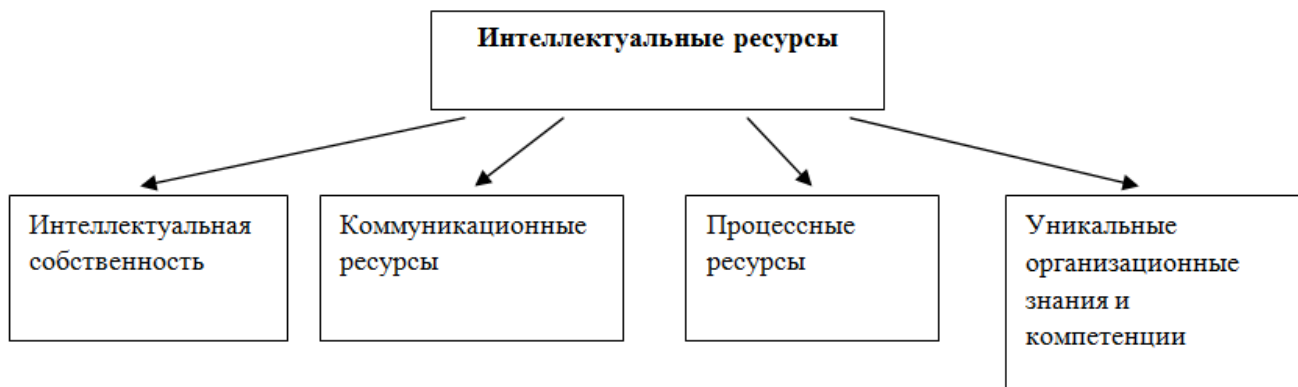 Интеллектуальные ресурсы
Интеллектуальная
собственность
Коммуникационные
ресурсы
Процессные
ресурсы
Уникальные
организационные
знания и
компетенции